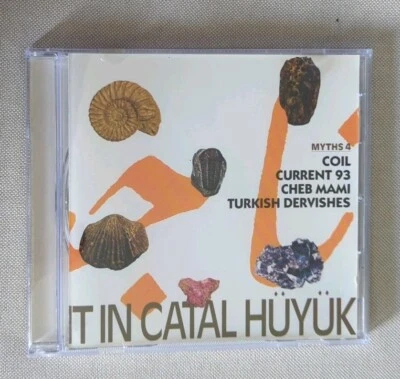 MYTHS 4
COIL
CURRENT 93
CHEB MAMI
TURKISH DERVISHES
IT IN CATAL HÜYÜK